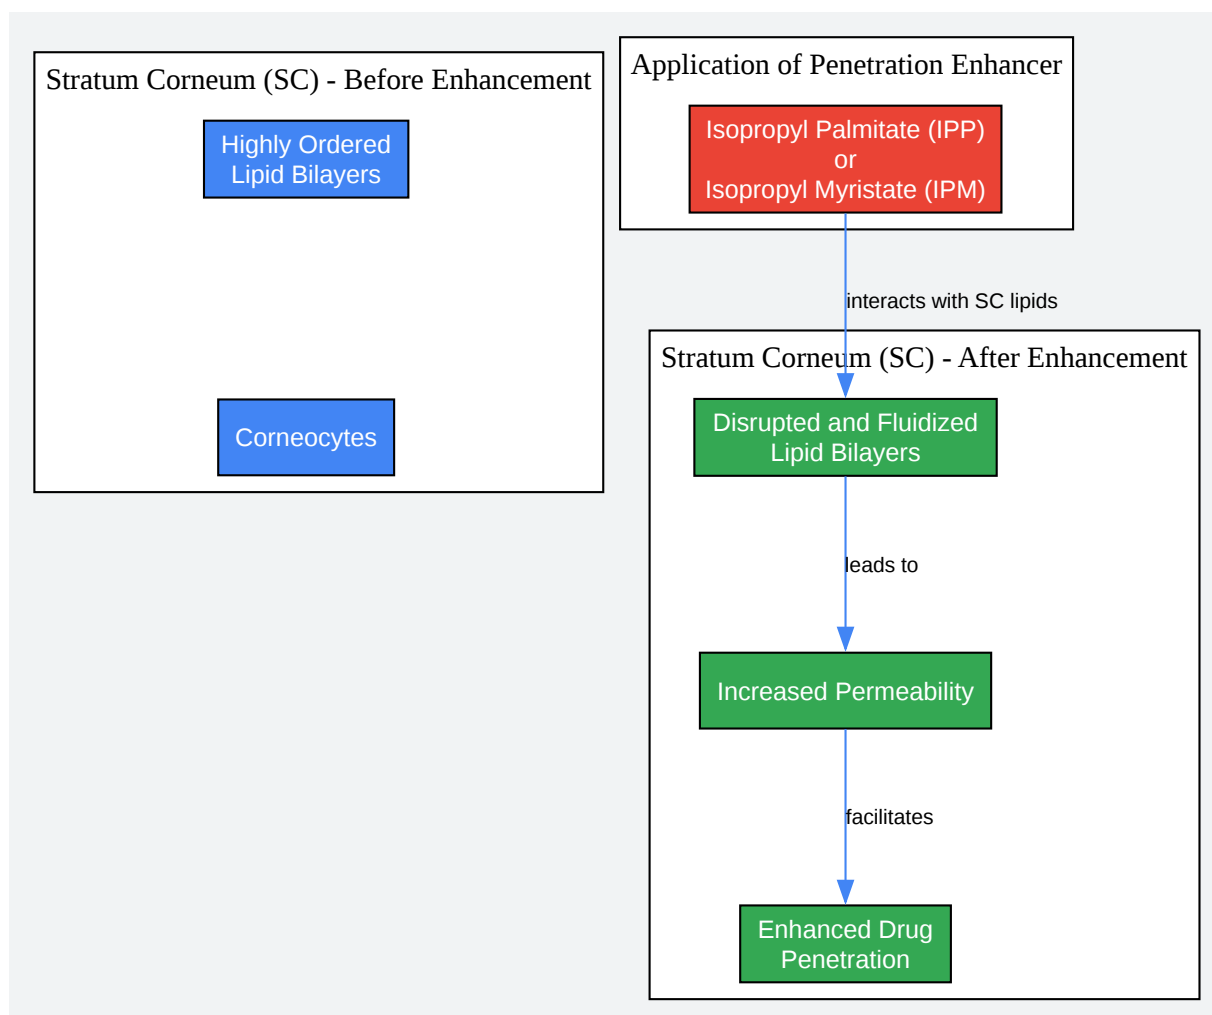 Stratum Corneum (SC) - Before Enhancement
Highly Ordered
Lipid Bilayers
Corneocytes
Application of Penetration Enhancer
Isopropyl Palmitate (IPP)
or
Isopropyl Myristate (IPM)
interacts with SC lipids
Stratum Corneum (SC) - After Enhancement
Disrupted and Fluidized
Lipid Bilayers
leads to
Increased Permeability
facilitates
Enhanced Drug
Penetration